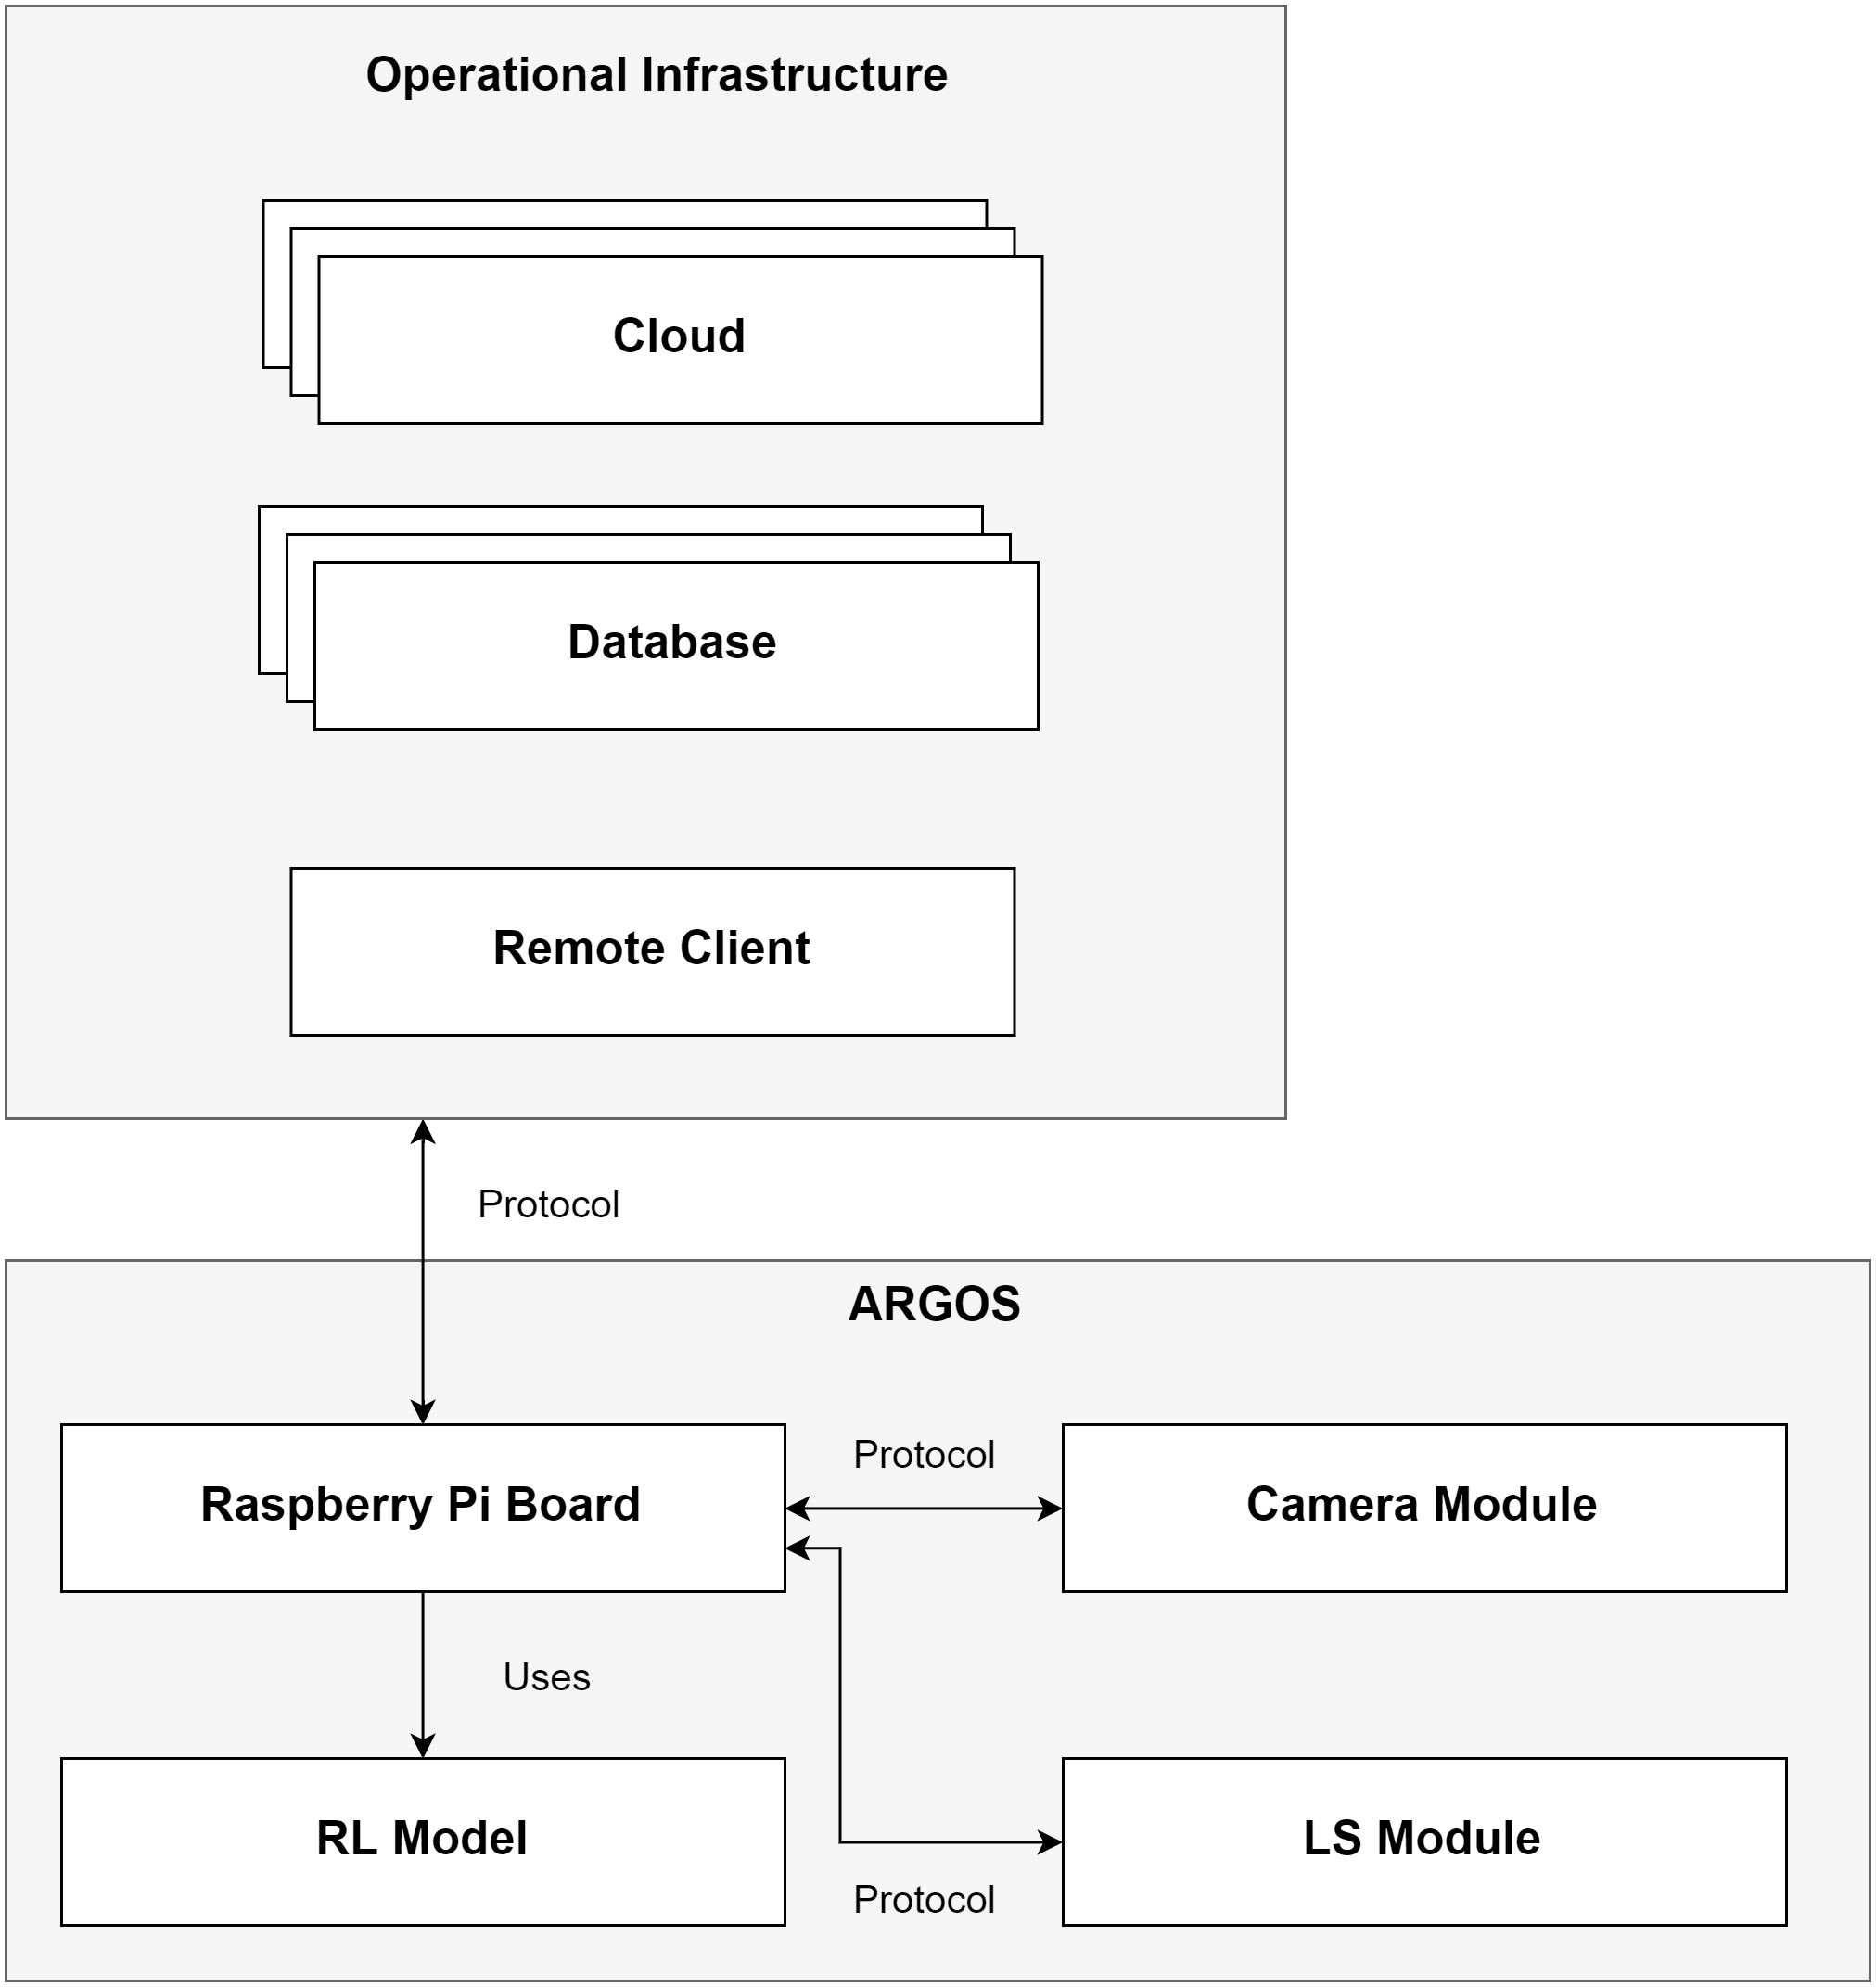 Operational Infrastructure
Cloud
Database
Remote Client
Protocol
ARGOS
Raspberry Pi Board
Protocol
Camera Module
Uses
RL Model
LS Module
Protocol